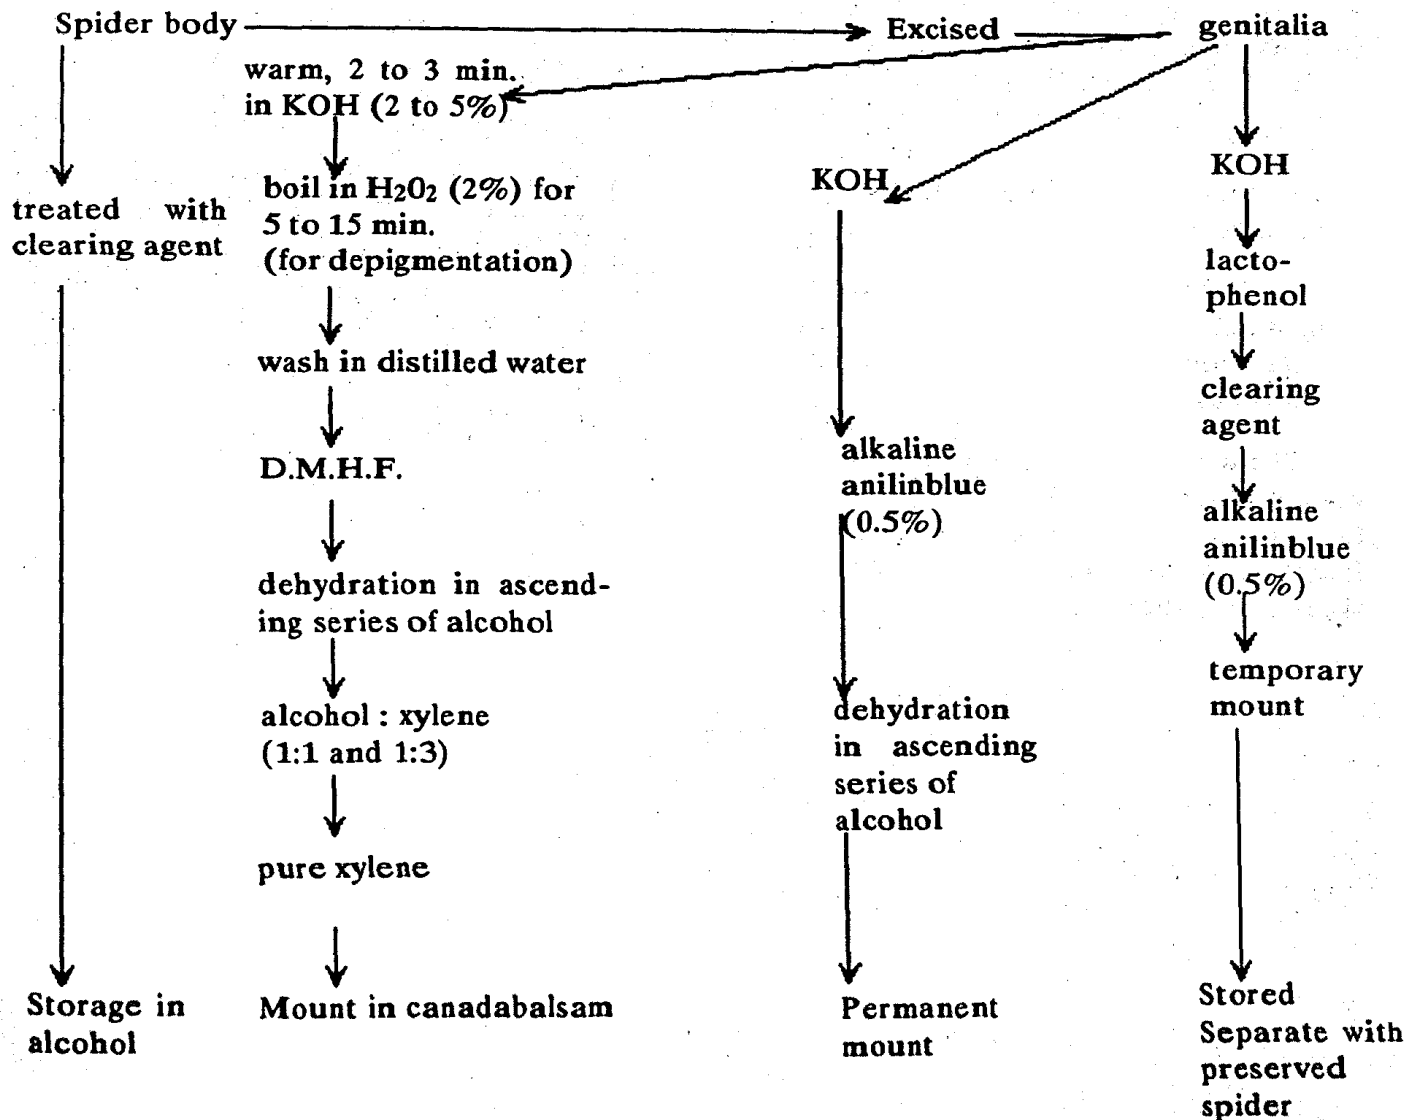 Spider body
Excised
genitalia
warm, 2 to 3 min.
in KOH (2 to 5%)
boil in H₂O₂ (2%) for
5 to 15 min.
(for depigmentation)
wash in distilled water
D.M.H.F.
dehydration in ascend-
ing series of alcohol
alcohol : xylene
(1:1 and 1:3)
pure xylene
Mount in canadabalsam
treated with
clearing agent
Storage in
alcohol
KOH
alkaline
anilinblue
(0.5%)
dehydration
in ascending
series of
alcohol
Permanent
mount
KOH
lacto-
phenol
clearing
agent
alkaline
anilinblue
(0.5%)
temporary
mount
Stored
Separate with
preserved
spider